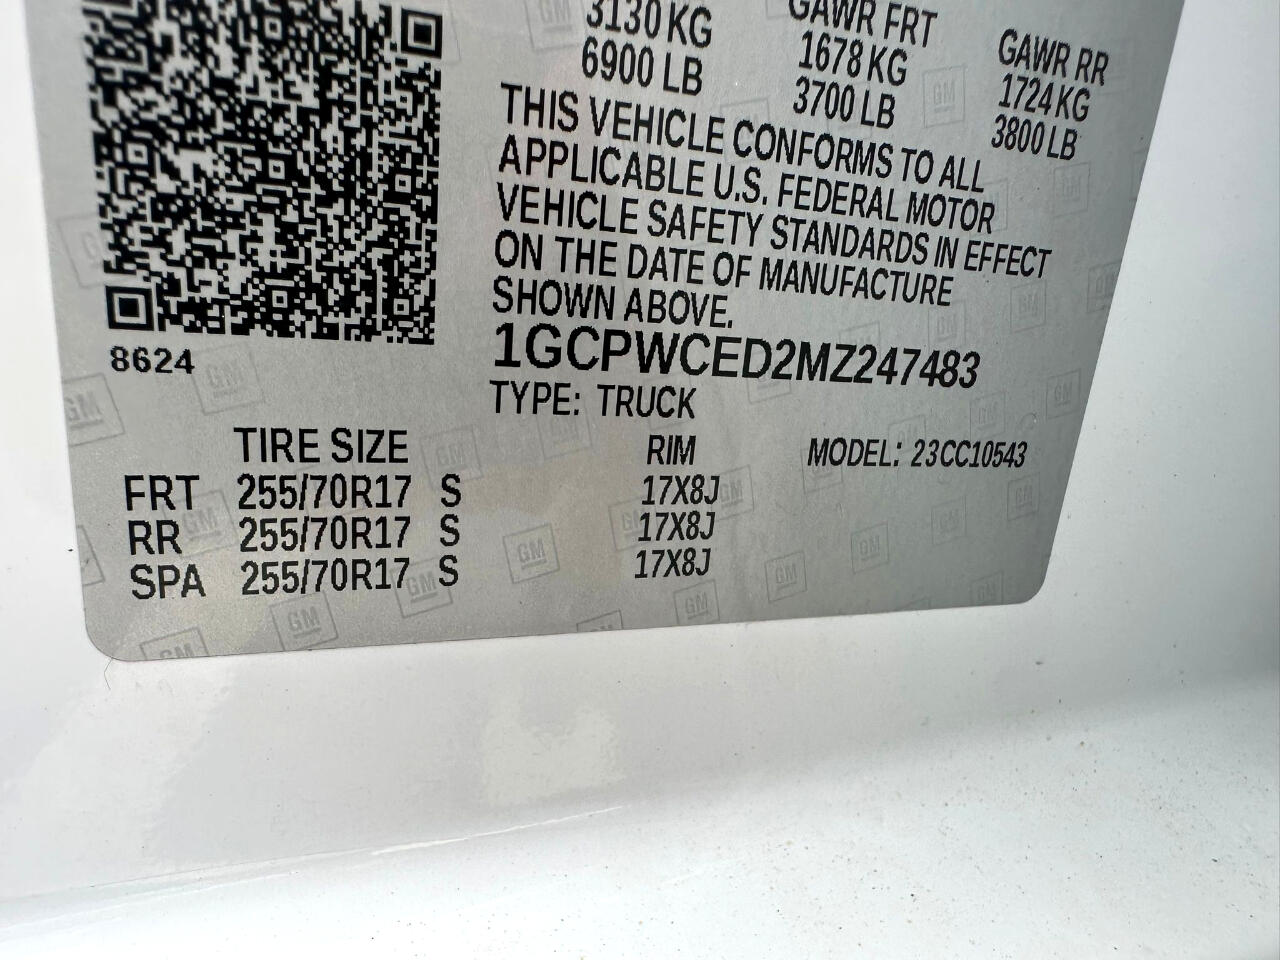 3130 KG
6900 LB
GAWR FRT
1678 KG
3700 LB
GAWR RR
1724 KG
3800 LB
THIS VEHICLE CONFORMS TO ALL
APPLICABLE U.S. FEDERAL MOTOR
VEHICLE SAFETY STANDARDS IN EFFECT
ON THE DATE OF MANUFACTURE
SHOWN ABOVE.
1GCPWCED2MZ247483
TYPE: TRUCK
8624
TIRE SIZE RIM MODEL: 23CC10543
FRT 255/70R17 S 17X8J
RR 255/70R17 S 17X8J
SPA 255/70R17 S 17X8J